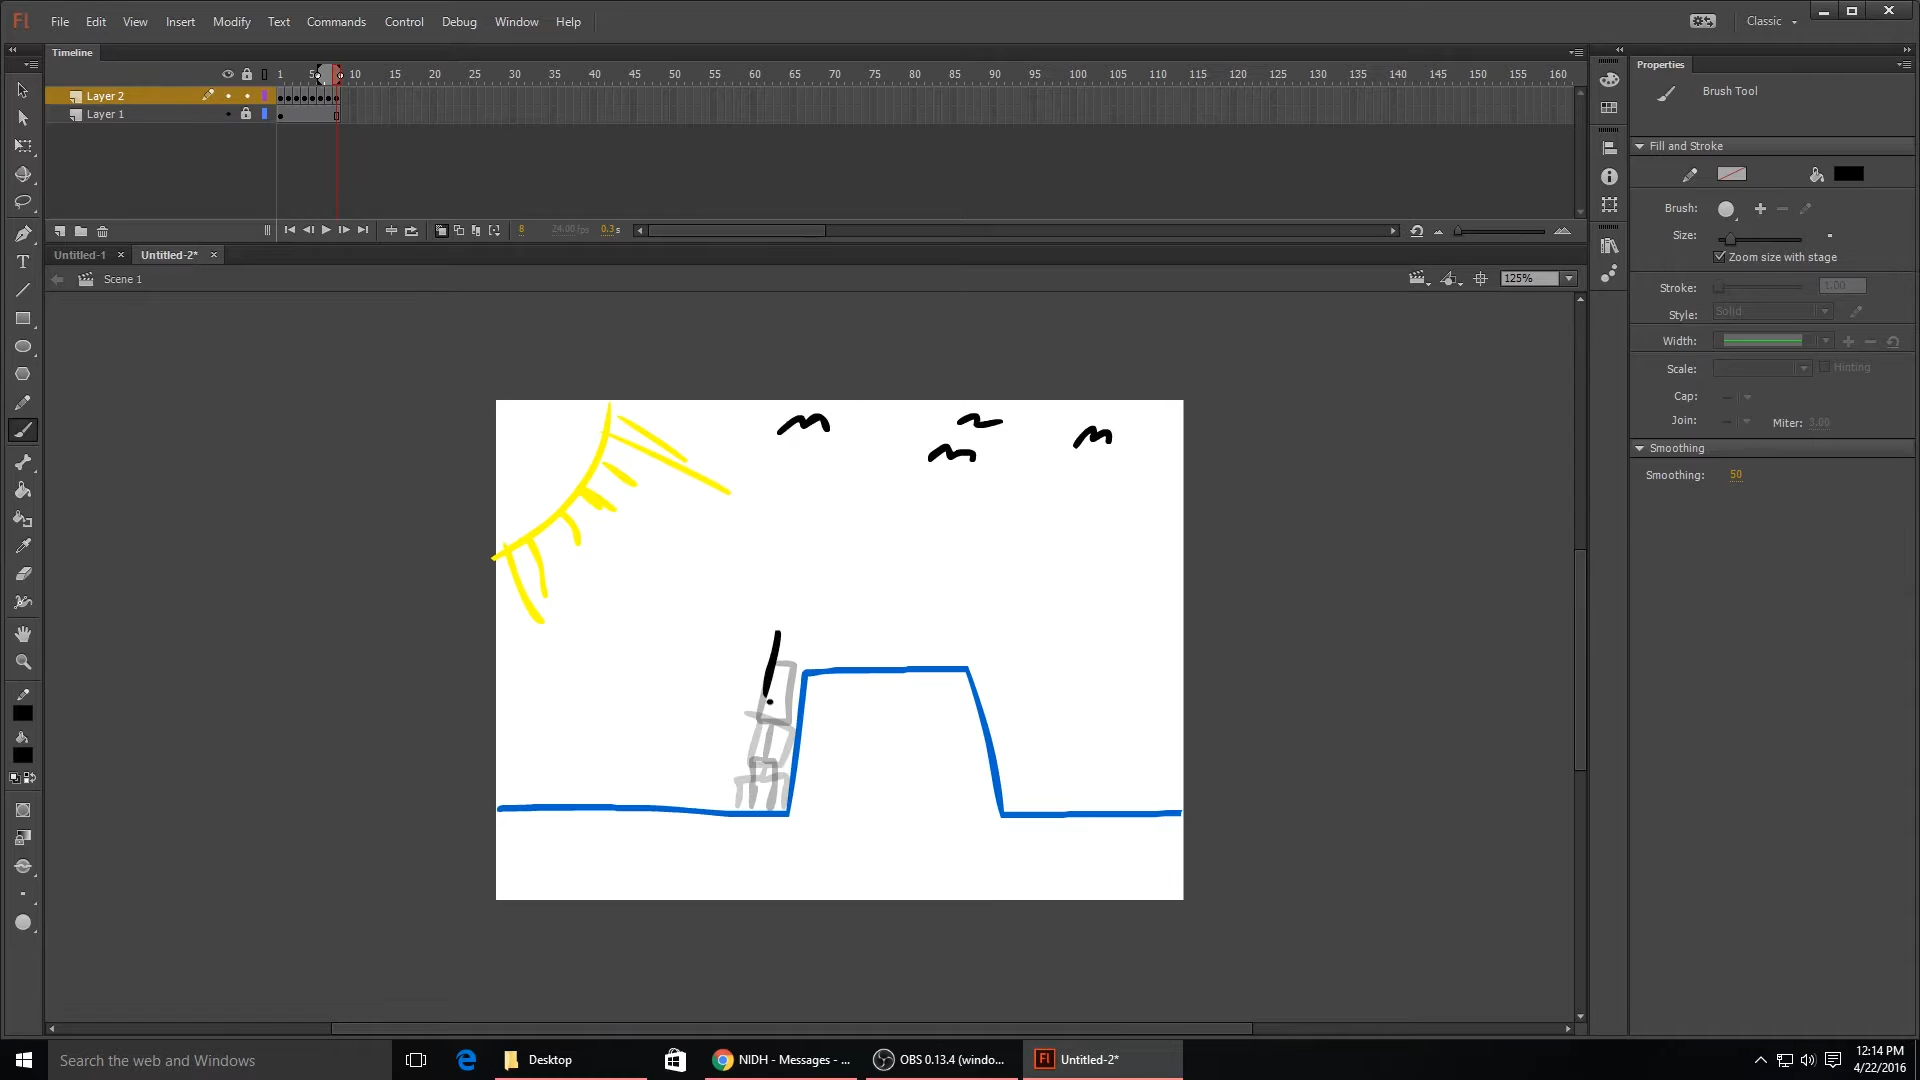 Fl File Edit View Insert Modify Text Commands Control Debug Window Help Classic
Timeline
1 5 10 15 20 25 30 35 40 45 50 55 60 65 70 75 80 85 90 95 100 105 110 115 120 125 130 135 140 145 150 155 160
Layer 2
Layer 1
8 24.00 fps 0.3 s
Untitled-1 Untitled-2*
Scene 1 125%
Properties
Brush Tool
Fill and Stroke
Brush:
Size:
Zoom size with stage
Stroke: 1.00
Style: Solid
Width:
Scale: Hinting
Cap:
Join: Miter: 3.00
Smoothing
Smoothing: 50
Search the web and Windows Desktop NIDH - Messages - ... OBS 0.13.4 (windo... Fl Untitled-2* 12:14 PM
4/22/2016